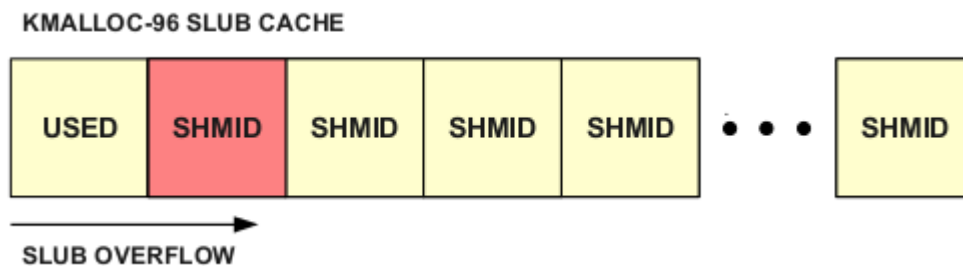 KMALLOC-96 SLUB CACHE
USED SHMID SHMID SHMID SHMID • • • SHMID
SLUB OVERFLOW